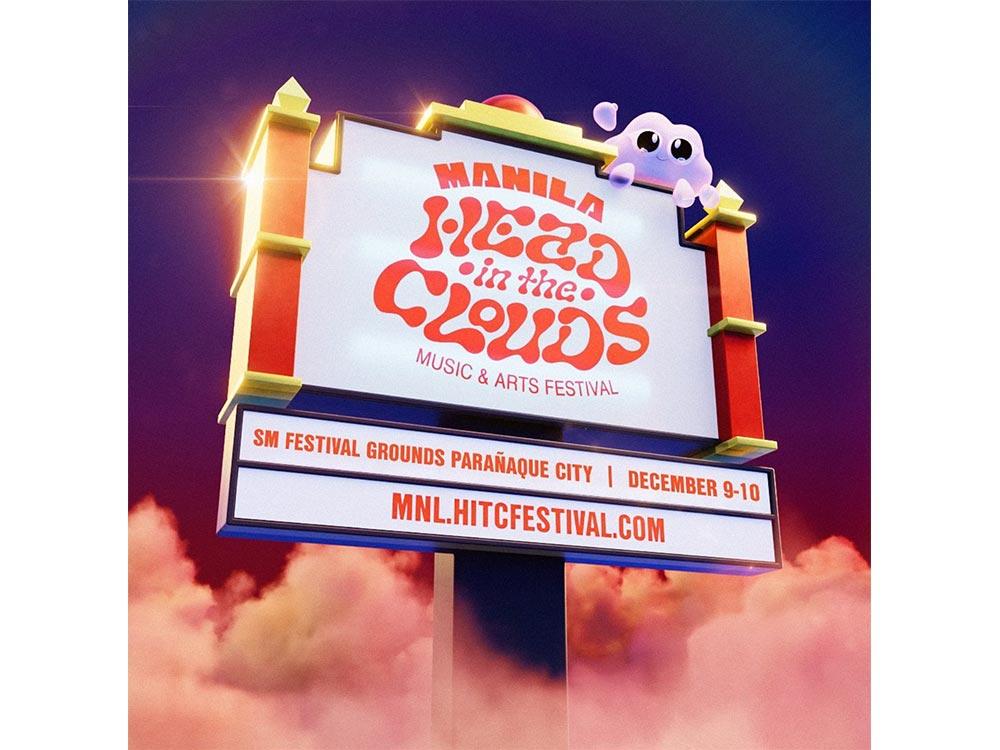 MANILA
HEAD
•in the•
CLOUDS
MUSIC & ARTS FESTIVAL
SM FESTIVAL GROUNDS PARAÑAQUE CITY | DECEMBER 9-10
MNL.HITCFESTIVAL.COM